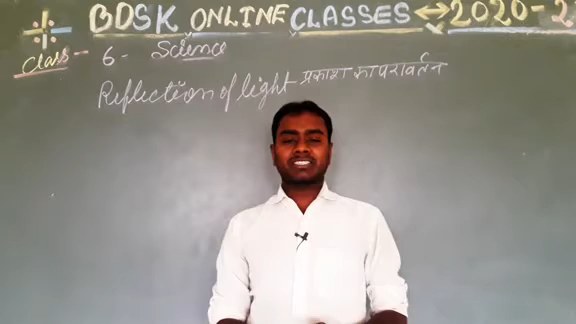 BDSK ONLINE CLASSES ↔ 2020-2
Class - 6 - Science
Reflection of light प्रकाश का परावर्तन